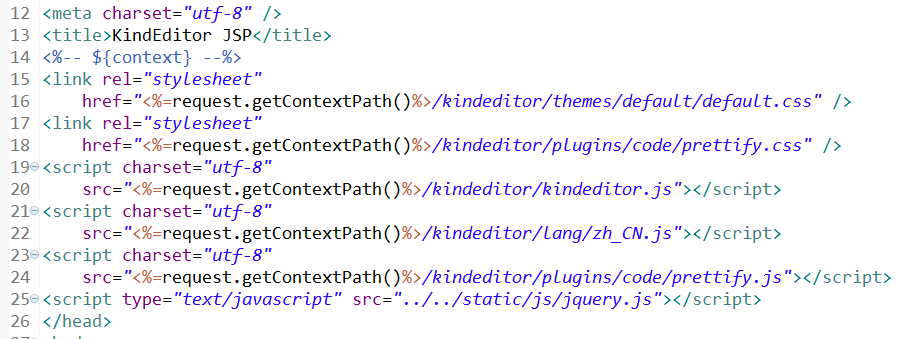 12 <meta charset="utf-8" />
13 <title>KindEditor JSP</title>
14 <%-- ${context} --%>
15 <link rel="stylesheet"
16     href="<%=request.getContextPath()%>/kindeditor/themes/default/default.css" />
17 <link rel="stylesheet"
18     href="<%=request.getContextPath()%>/kindeditor/plugins/code/prettify.css" />
19 <script charset="utf-8"
20     src="<%=request.getContextPath()%>/kindeditor/kindeditor.js"></script>
21 <script charset="utf-8"
22     src="<%=request.getContextPath()%>/kindeditor/lang/zh_CN.js"></script>
23 <script charset="utf-8"
24     src="<%=request.getContextPath()%>/kindeditor/plugins/code/prettify.js"></script>
25 <script type="text/javascript" src="../../static/js/jquery.js"></script>
26 </head>